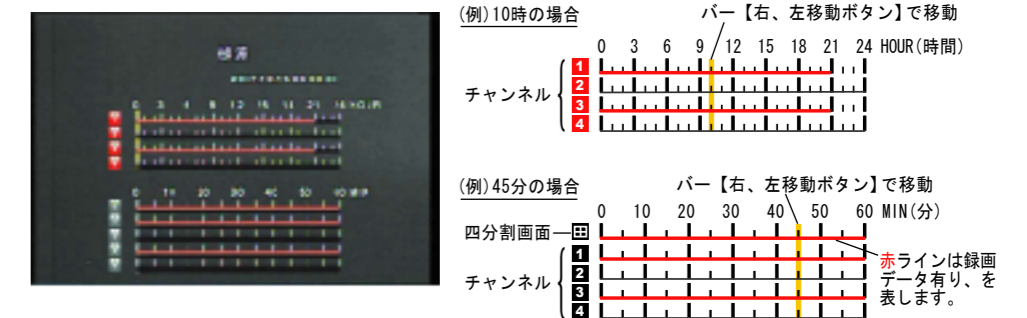 (例)10時の場合
バー【右、左移動ボタン】で移動
0 3 6 9 12 15 18 21 24 HOUR(時間)
チャンネル
1
2
3
4
(例)45分の場合
バー【右、左移動ボタン】で移動
0 10 20 30 40 50 60 MIN(分)
四分割画面
チャンネル
1
2
3
4
赤ラインは録画
データ有り、を
表します。